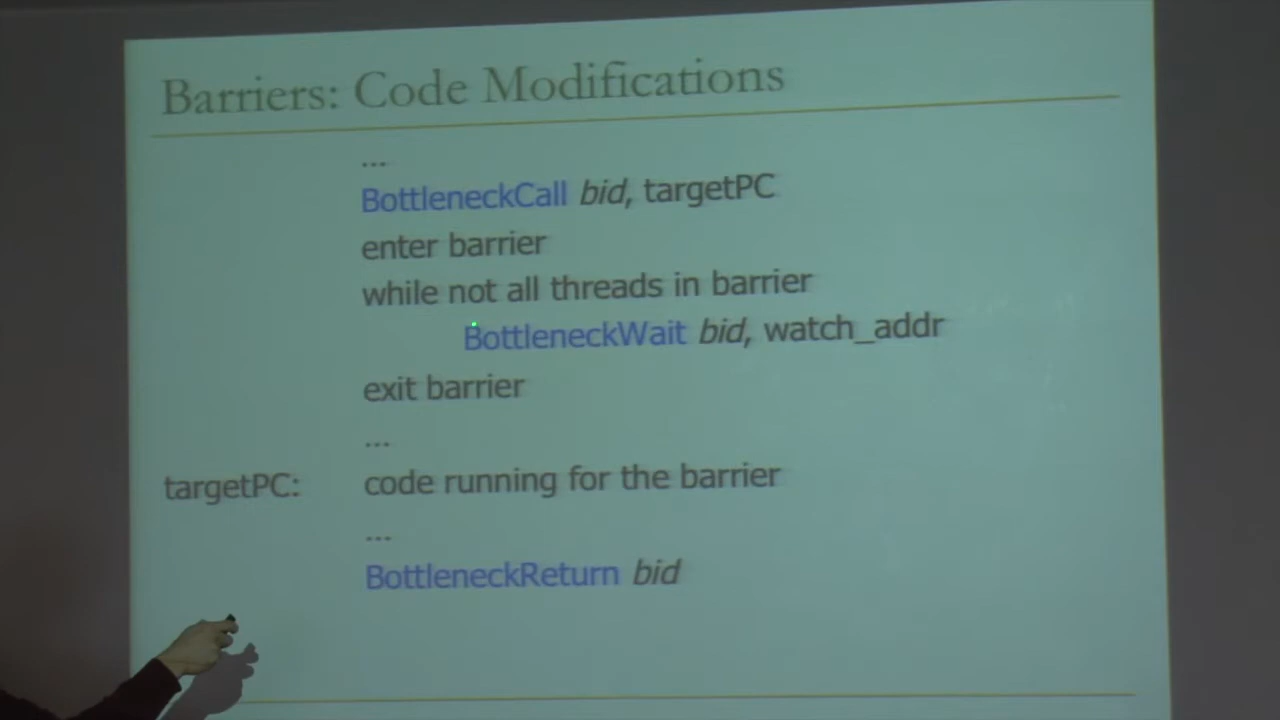 Barriers: Code Modifications
...
BottleneckCall bid, targetPC
enter barrier
while not all threads in barrier
BottleneckWait bid, watch_addr
exit barrier
...
targetPC: code running for the barrier
...
BottleneckReturn bid